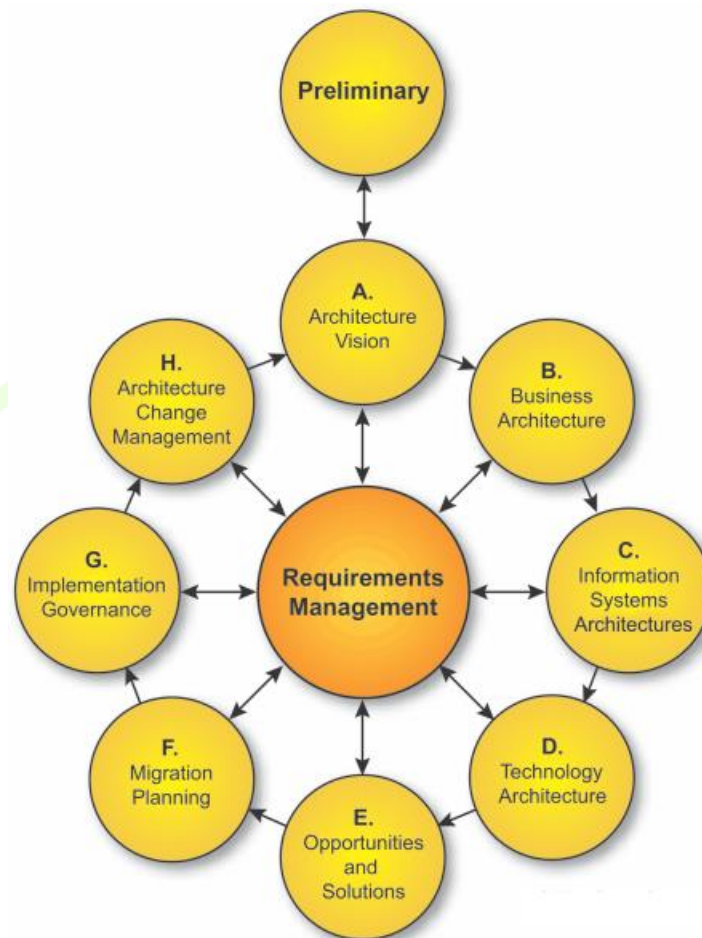 Preliminary
A.
Architecture
Vision
B.
Business
Architecture
C.
Information
Systems
Architectures
D.
Technology
Architecture
E.
Opportunities
and
Solutions
F.
Migration
Planning
G.
Implementation
Governance
H.
Architecture
Change
Management
Requirements
Management